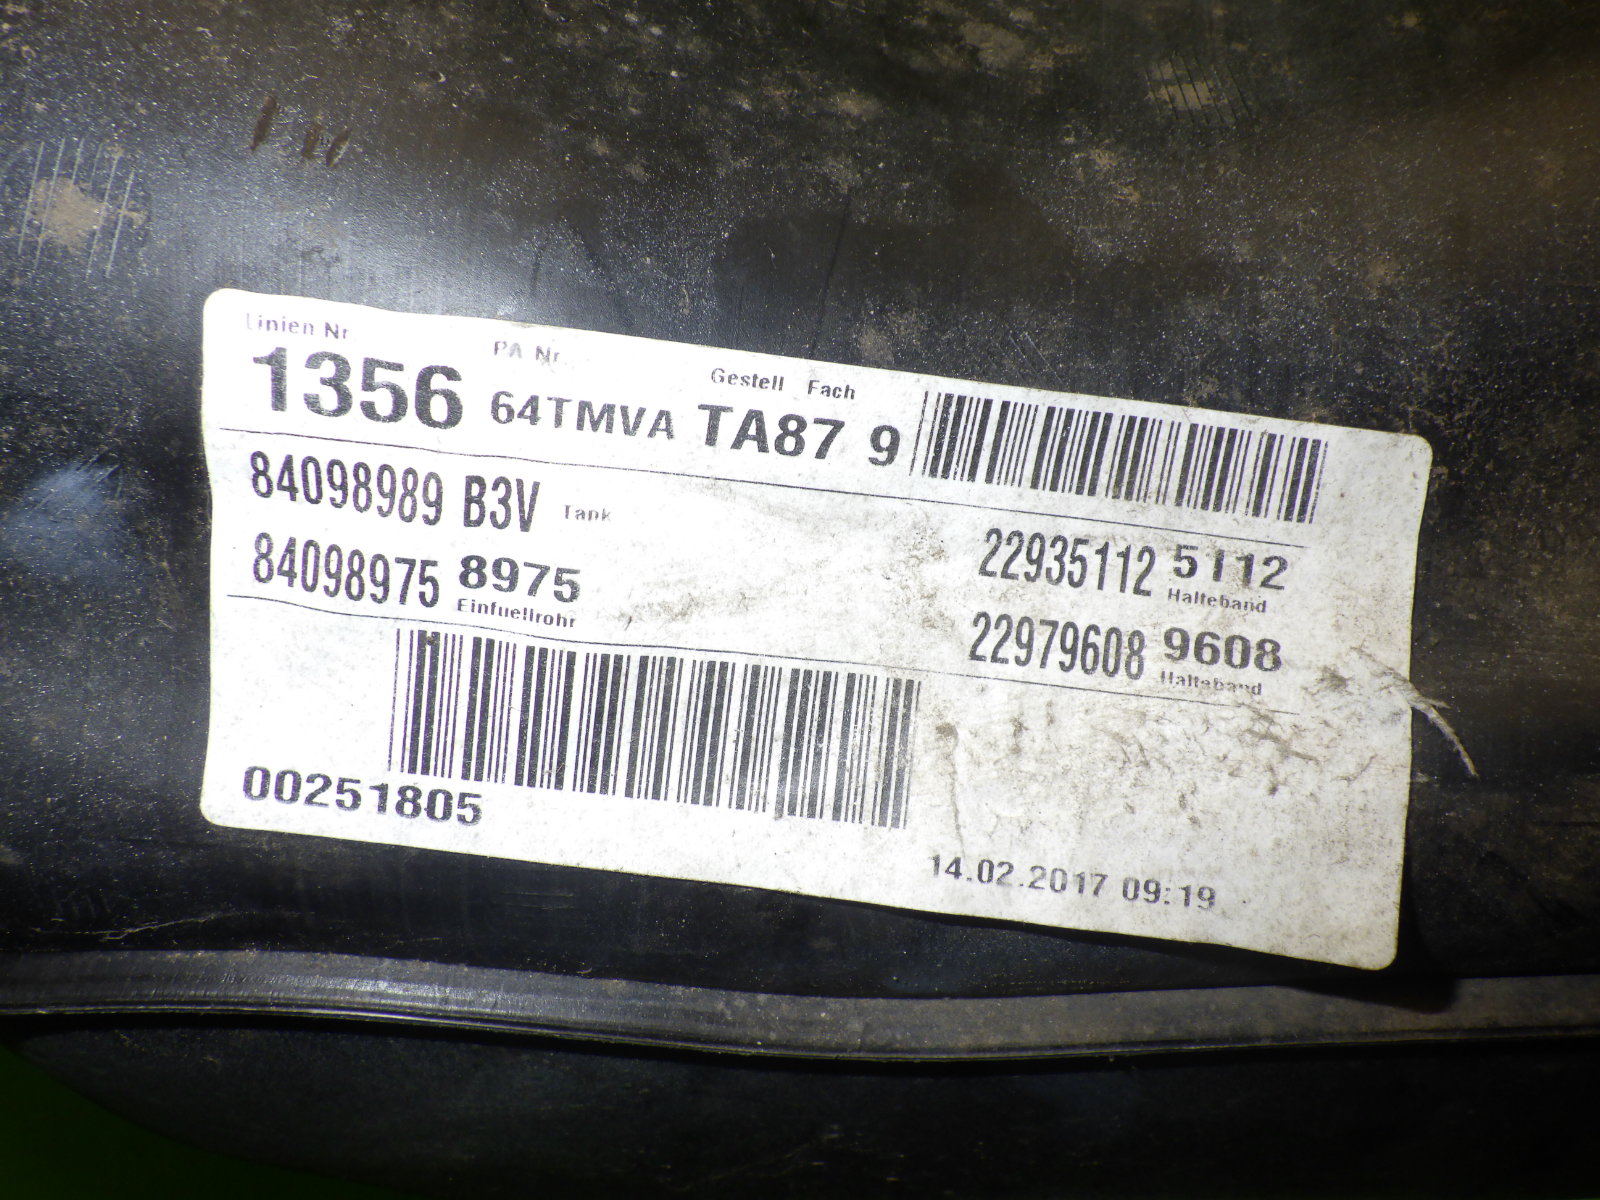 Linien Nr. PA Nr. Gestell Fach
1356 64TMVA TA87 9
84098989 B3V Tank
84098975 8975
Einfuellrohr
22935112 5112
Halteband
22979608 9608
Halteband
00251805
14.02.2017 09:19